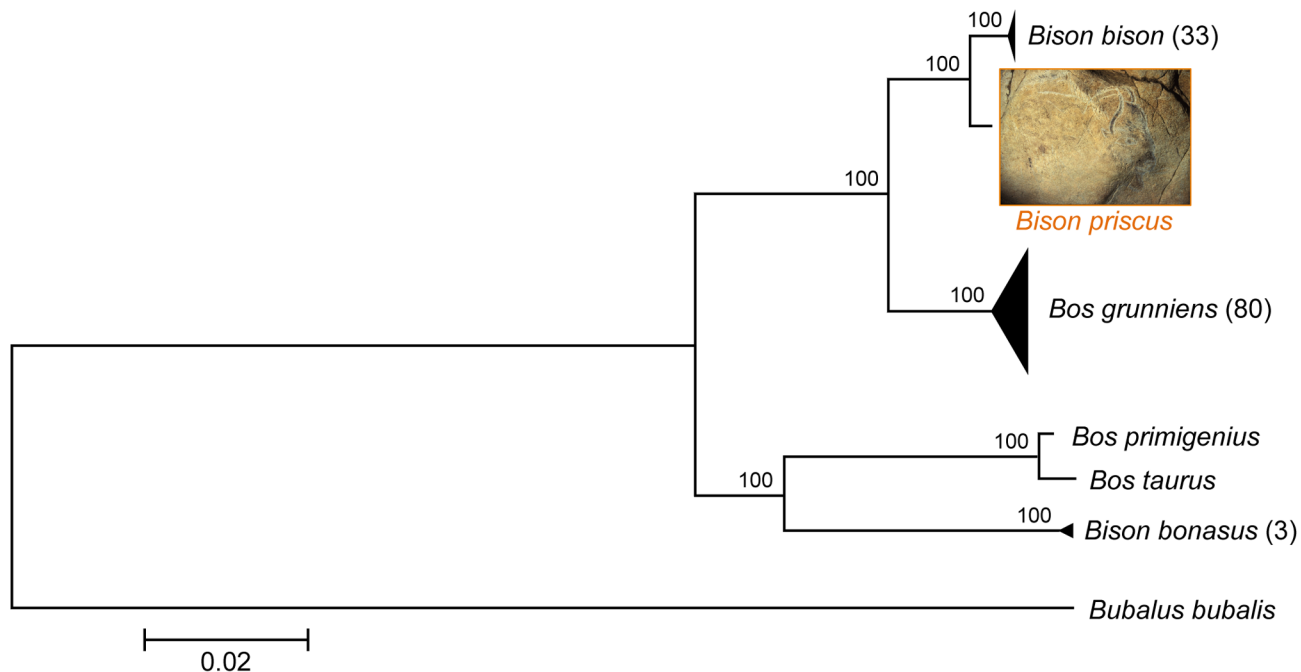 100
Bison bison (33)
100
100
Bison priscus
100
Bos grunniens (80)
100
Bos primigenius
100
Bos taurus
100
Bison bonasus (3)
Bubalus bubalis
0.02